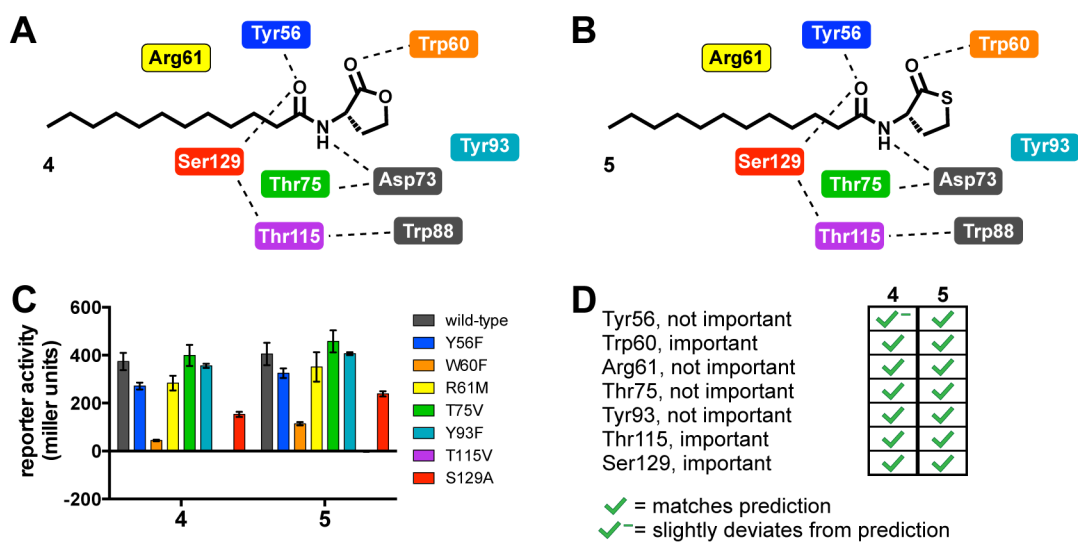 A
Tyr56
Trp60
Arg61
O
O
O
N
H
4
Ser129
Tyr93
Thr75
Asp73
Thr115
Trp88
B
Tyr56
Trp60
Arg61
O
O
S
N
H
5
Ser129
Tyr93
Thr75
Asp73
Thr115
Trp88
C
reporter activity
(miller units)
600
400
200
0
-200
4
5
wild-type
Y56F
W60F
R61M
T75V
Y93F
T115V
S129A
D
4 5
Tyr56, not important
Trp60, important
Arg61, not important
Thr75, not important
Tyr93, not important
Thr115, important
Ser129, important
= matches prediction
= slightly deviates from prediction